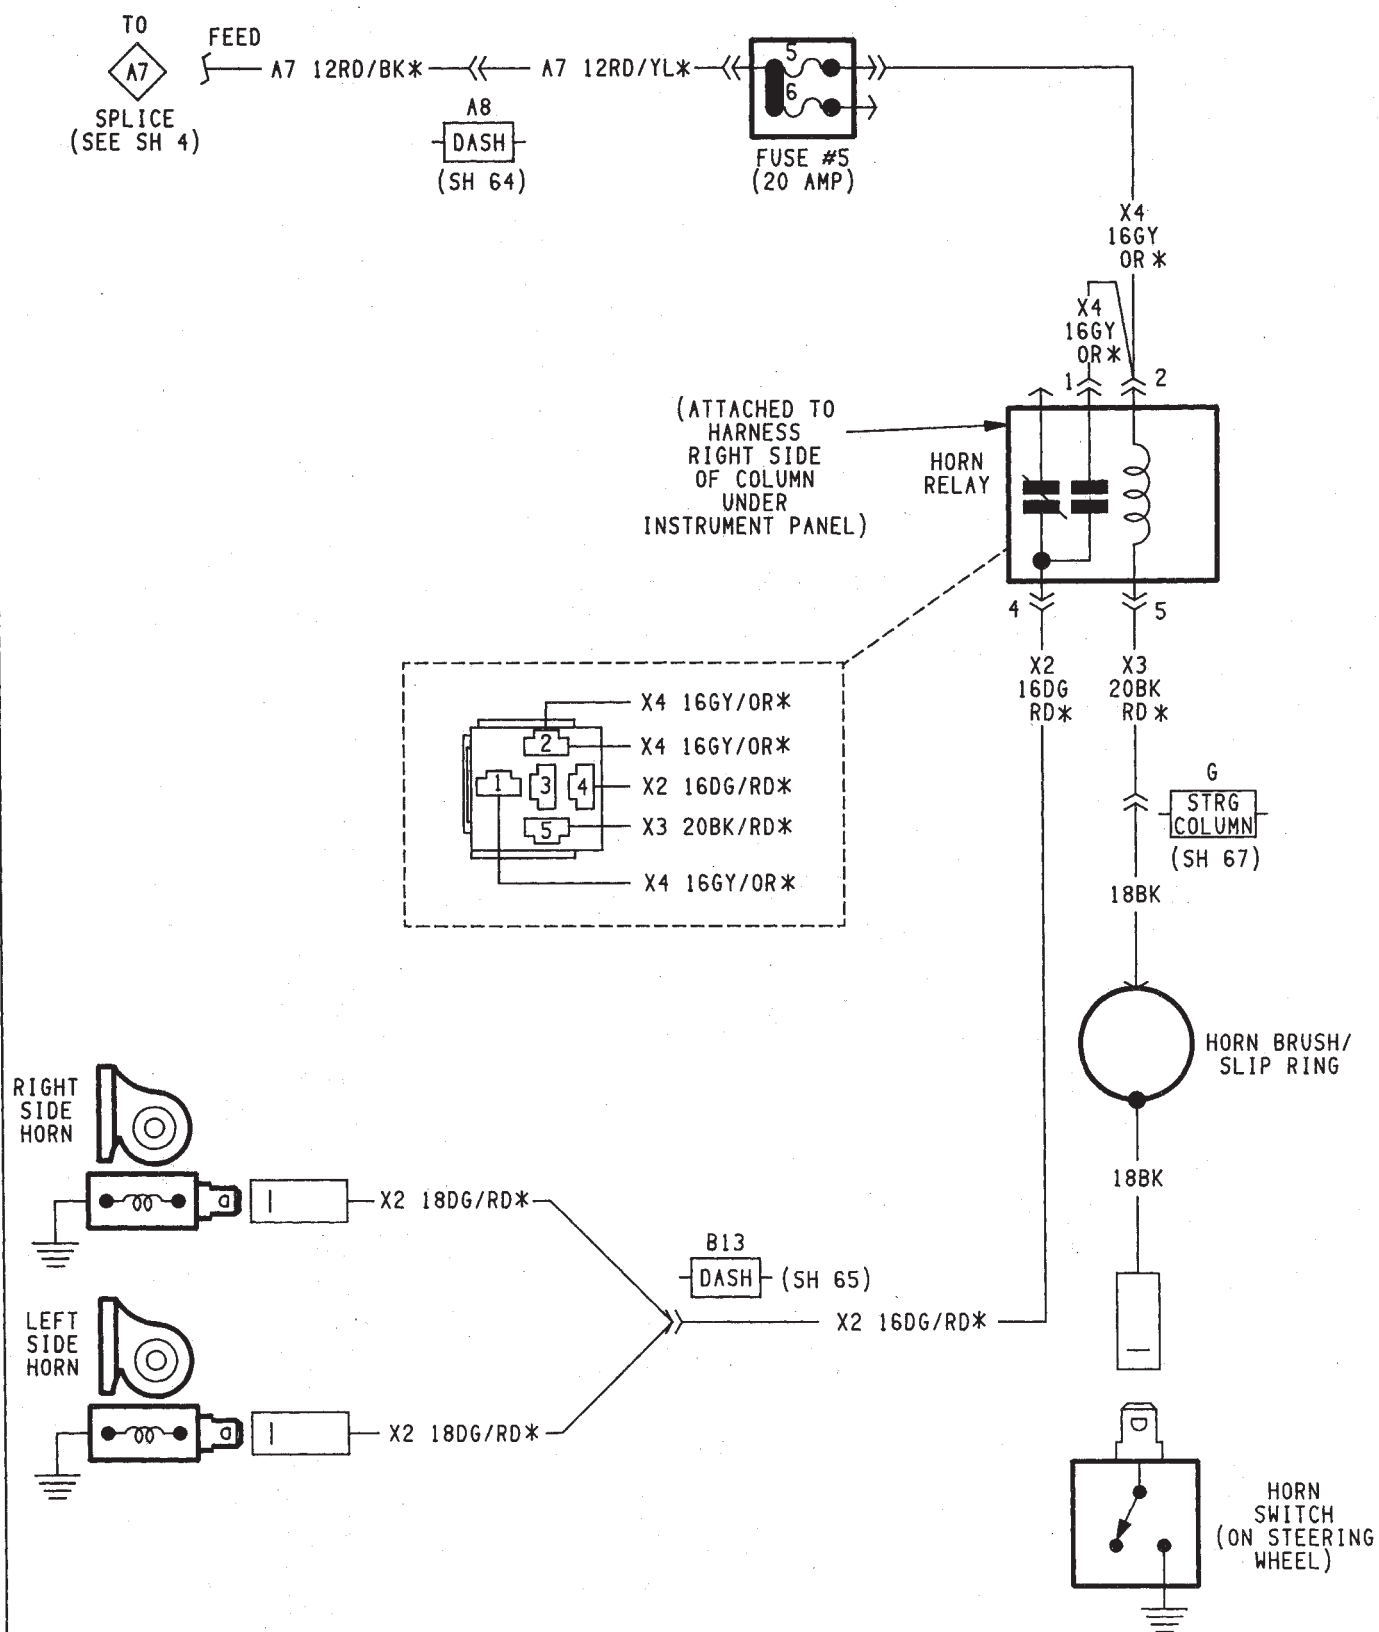 TO
A7
SPLICE
(SEE SH 4)
FEED
A7 12RD/BK*
A8
DASH
(SH 64)
A7 12RD/YL*
5
6
FUSE #5
(20 AMP)
X4
16GY
OR*
X4
16GY
OR*
1
2
(ATTACHED TO
HARNESS
RIGHT SIDE
OF COLUMN
UNDER
INSTRUMENT PANEL)
HORN
RELAY
4
5
X2
16DG
RD*
X3
20BK
RD*
X4 16GY/OR*
X4 16GY/OR*
X2 16DG/RD*
X3 20BK/RD*
X4 16GY/OR*
2
1
3
4
5
G
STRG
COLUMN
(SH 67)
18BK
HORN BRUSH/
SLIP RING
18BK
RIGHT
SIDE
HORN
X2 18DG/RD*
B13
DASH
(SH 65)
X2 16DG/RD*
LEFT
SIDE
HORN
X2 18DG/RD*
HORN
SWITCH
(ON STEERING
WHEEL)